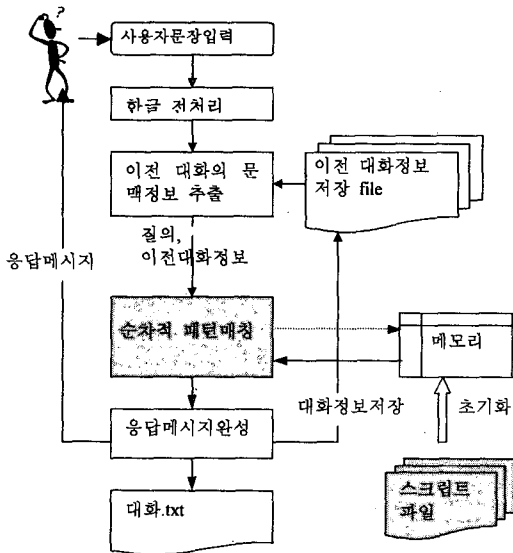 ?
사용자문장입력
한글 전처리
이전 대화의 문
맥정보 추출
이전 대화정보
저장 file
질의,
이전대화정보
응답메시지
순차적 패턴매칭
메모리
대화정보저장
초기화
응답메시지완성
스크립트
파일
대화.txt